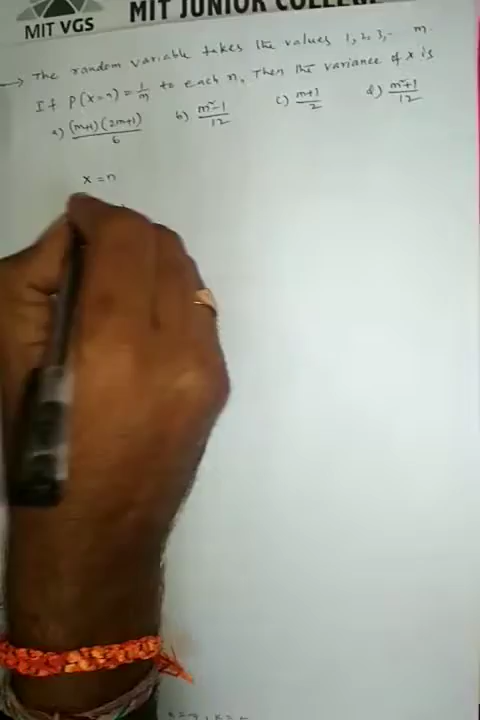 MIT VGS
MIT JUNIOR COLLEGE
→ The random variable takes the values 1, 2, 3, - m.
If P(X=n) = 1/m to each n, Then the variance of x is
a) (m+1)(2m+1)/6 b) m²-1/12 c) m+1/2 d) m²+1/12
x = n